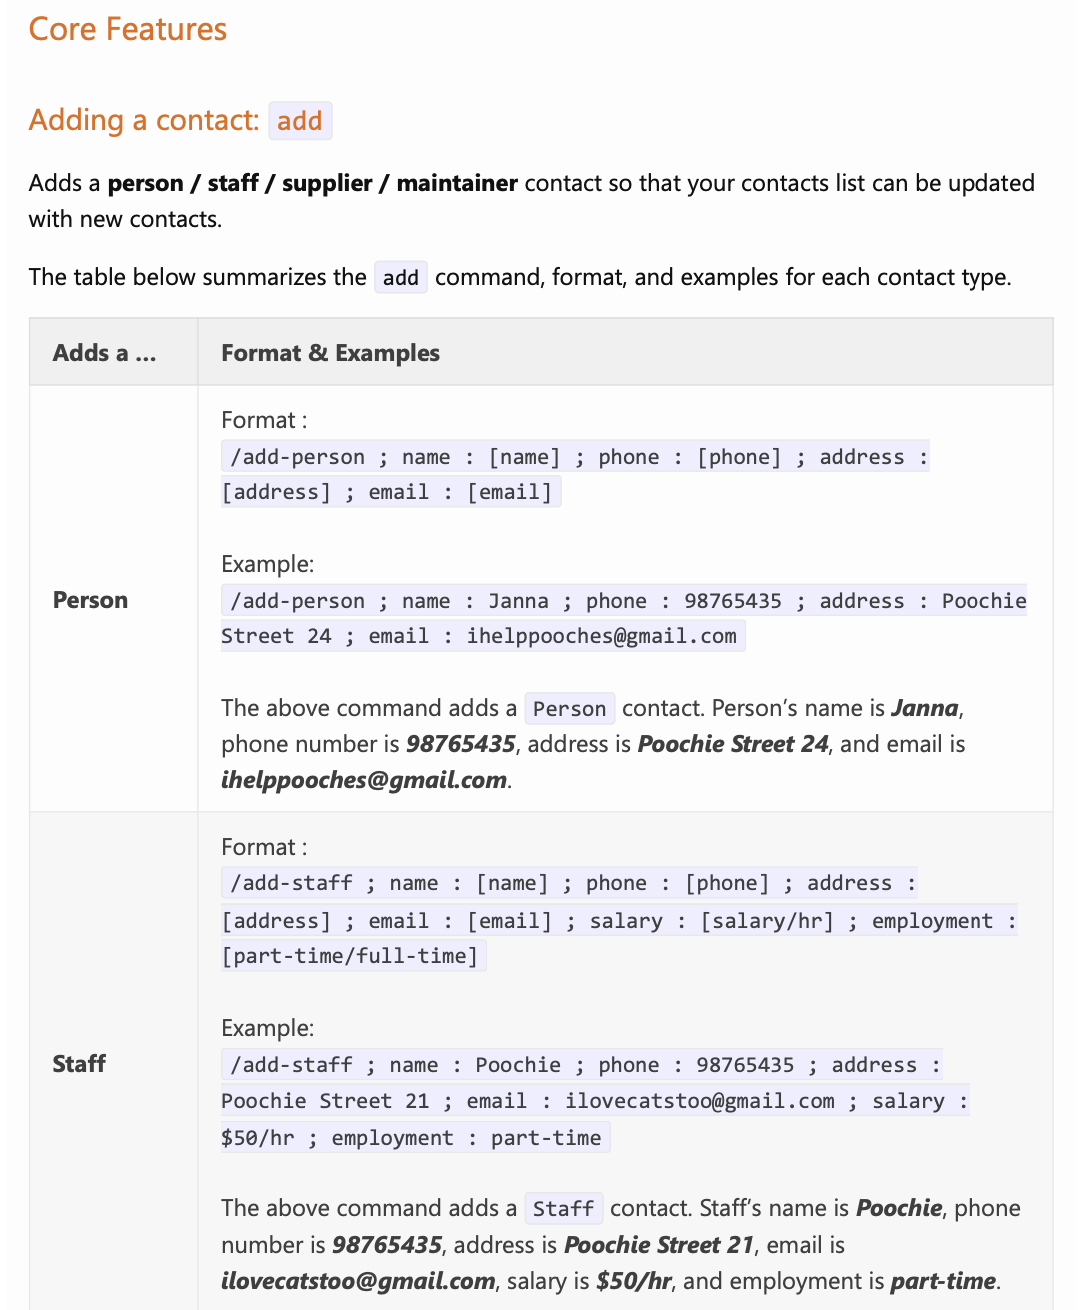 Core Features
Adding a contact: add
Adds a person / staff / supplier / maintainer contact so that your contacts list can be updated
with new contacts.
The table below summarizes the add command, format, and examples for each contact type.
Adds a ...
Format & Examples
Person
Format :
/add-person ; name : [name] ; phone : [phone] ; address :
[address] ; email : [email]
Example:
/add-person ; name : Janna ; phone : 98765435 ; address : Poochie
Street 24 ; email : ihelppooches@gmail.com
The above command adds a Person contact. Person’s name is Janna,
phone number is 98765435, address is Poochie Street 24, and email is
ihelppooches@gmail.com.
Staff
Format :
/add-staff ; name : [name] ; phone : [phone] ; address :
[address] ; email : [email] ; salary : [salary/hr] ; employment :
[part-time/full-time]
Example:
/add-staff ; name : Poochie ; phone : 98765435 ; address :
Poochie Street 21 ; email : ilovecatstoo@gmail.com ; salary :
$50/hr ; employment : part-time
The above command adds a Staff contact. Staff’s name is Poochie, phone
number is 98765435, address is Poochie Street 21, email is
ilovecatstoo@gmail.com, salary is $50/hr, and employment is part-time.